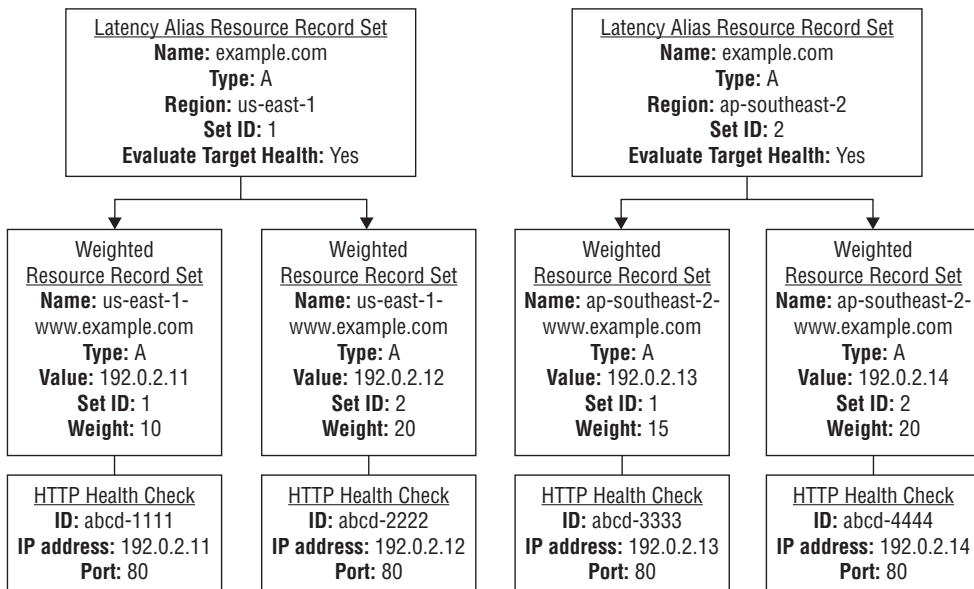 Latency Alias Resource Record Set
Name: example.com
Type: A
Region: us-east-1
Set ID: 1
Evaluate Target Health: Yes
Latency Alias Resource Record Set
Name: example.com
Type: A
Region: ap-southeast-2
Set ID: 2
Evaluate Target Health: Yes
Weighted
Resource Record Set
Name: us-east-1-
www.example.com
Type: A
Value: 192.0.2.11
Set ID: 1
Weight: 10
Weighted
Resource Record Set
Name: us-east-1-
www.example.com
Type: A
Value: 192.0.2.12
Set ID: 2
Weight: 20
Weighted
Resource Record Set
Name: ap-southeast-2-
www.example.com
Type: A
Value: 192.0.2.13
Set ID: 1
Weight: 15
Weighted
Resource Record Set
Name: ap-southeast-2-
www.example.com
Type: A
Value: 192.0.2.14
Set ID: 2
Weight: 20
HTTP Health Check
ID: abcd-1111
IP address: 192.0.2.11
Port: 80
HTTP Health Check
ID: abcd-2222
IP address: 192.0.2.12
Port: 80
HTTP Health Check
ID: abcd-3333
IP address: 192.0.2.13
Port: 80
HTTP Health Check
ID: abcd-4444
IP address: 192.0.2.14
Port: 80